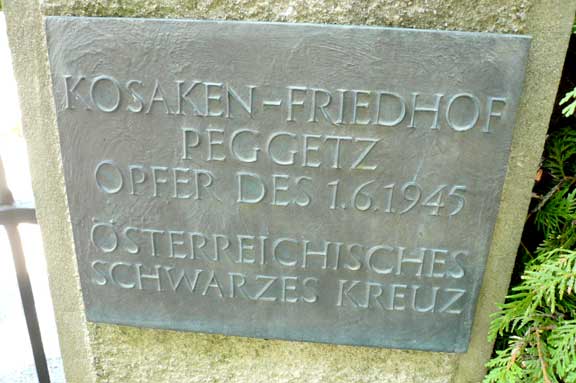 KOSAKEN-FRIEDHOF
PEGGETZ
OPFER DES 1.6.1945
ÖSTERREICHISCHES
SCHWARZES KREUZ